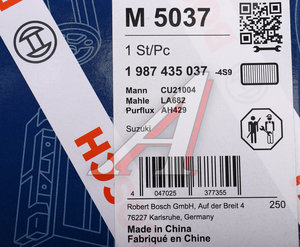 M 5037
1 St/Pc
1 987 435 037 -4S9
Mann CU21004
Mahle LA682
Purflux AH429
Suzuki
BOSCH
4 047025 377355
Robert Bosch GmbH, Auf der Breit 4
76227 Karlsruhe, Germany
250
Made in China
Fabriqué en Chine